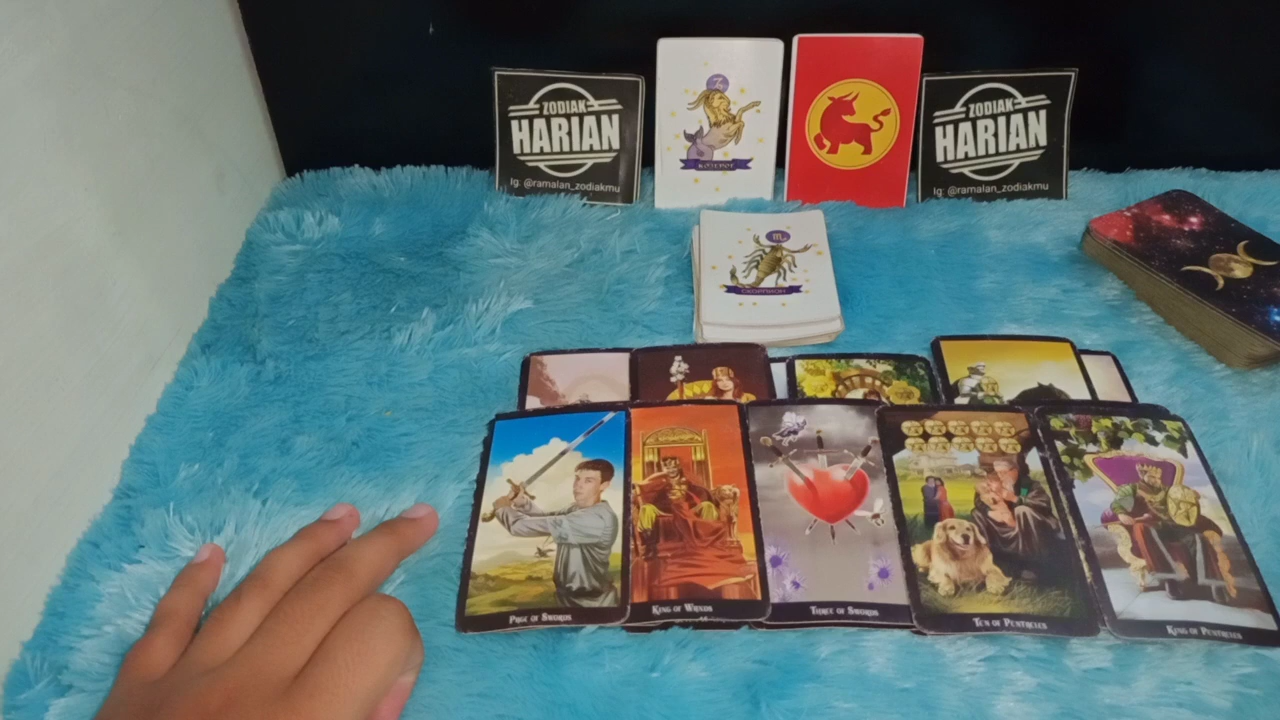 ZODIAK
HARIAN
Ig: @ramalan_zodiakmu
ZODIAK
HARIAN
Ig: @ramalan_zodiakmu
PAGE OF SWORDS
KING OF WANDS
THREE OF SWORDS
TEN OF PENTACLES
KING OF PENTACLES